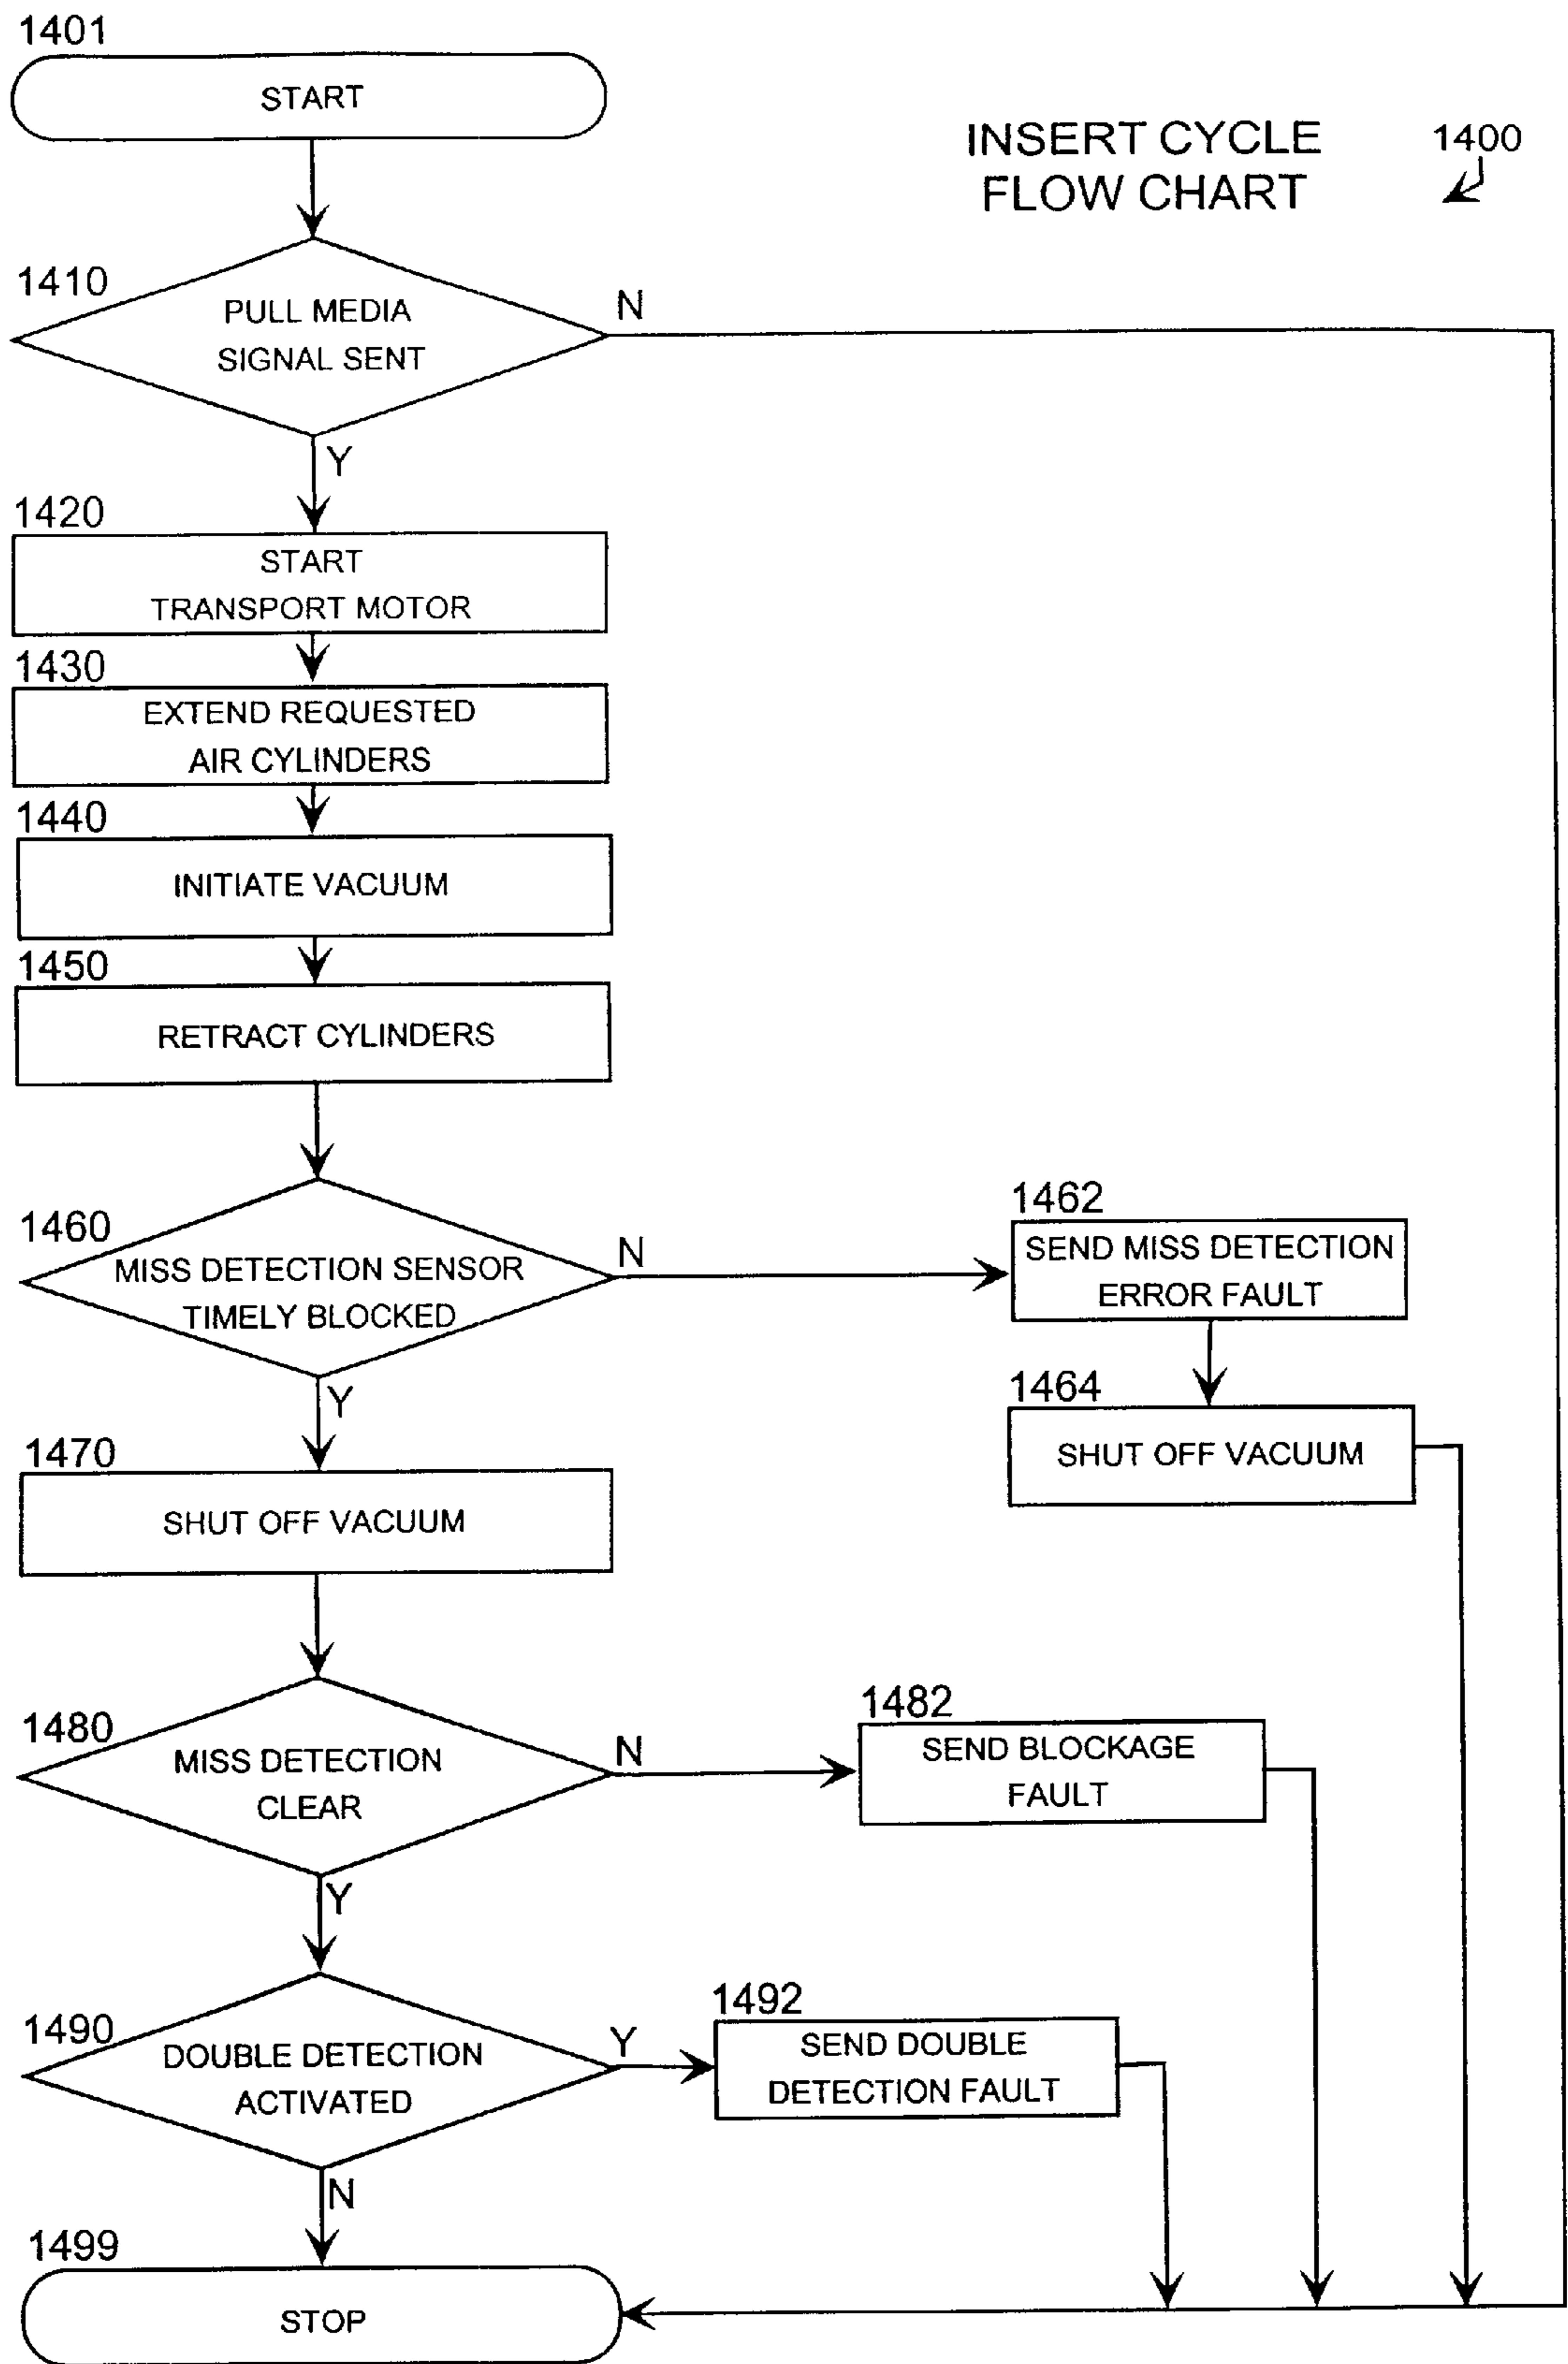 1401
START
INSERT CYCLE
FLOW CHART
1400
1410
PULL MEDIA
SIGNAL SENT
N
Y
1420
START
TRANSPORT MOTOR
1430
EXTEND REQUESTED
AIR CYLINDERS
1440
INITIATE VACUUM
1450
RETRACT CYLINDERS
1460
MISS DETECTION SENSOR
TIMELY BLOCKED
N
1462
SEND MISS DETECTION
ERROR FAULT
Y
1464
SHUT OFF VACUUM
1470
SHUT OFF VACUUM
1480
MISS DETECTION
CLEAR
N
1482
SEND BLOCKAGE
FAULT
Y
1490
DOUBLE DETECTION
ACTIVATED
Y
1492
SEND DOUBLE
DETECTION FAULT
N
1499
STOP